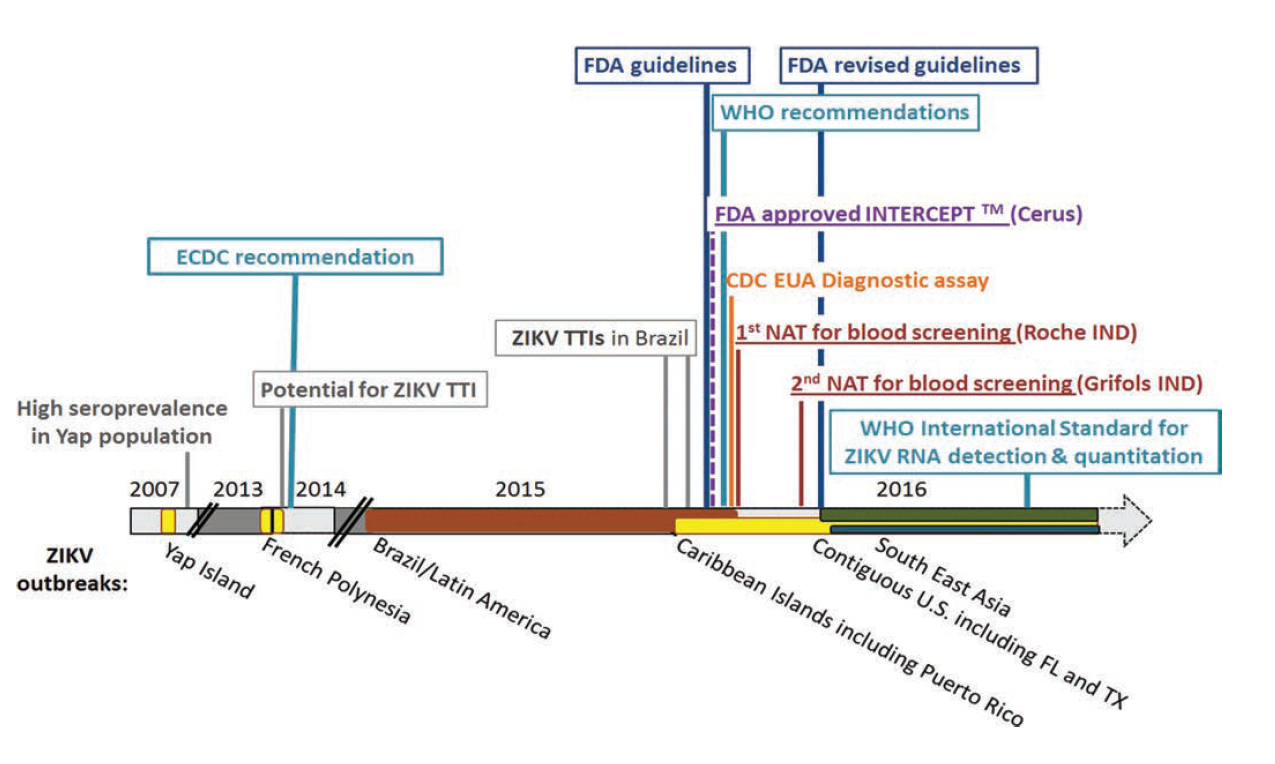 FDA guidelines
FDA revised guidelines
WHO recommendations
FDA approved INTERCEPT TM (Cerus)
ECDC recommendation
CDC EUA Diagnostic assay
ZIKV TTIs in Brazil
1st NAT for blood screening (Roche IND)
Potential for ZIKV TTI
2nd NAT for blood screening (Grifols IND)
High seroprevalence
in Yap population
WHO International Standard for
ZIKV RNA detection & quantitation
2007
2013
2014
2015
2016
ZIKV
outbreaks:
Yap Island
French Polynesia
Brazil/Latin America
Caribbean Islands including Puerto Rico
Contiguous U.S. including FL and TX
South East Asia